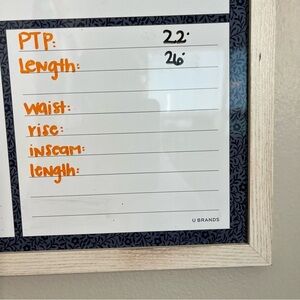 PTP: 22"
Length: 26"
waist:
rise:
inseam:
length:
U BRANDS